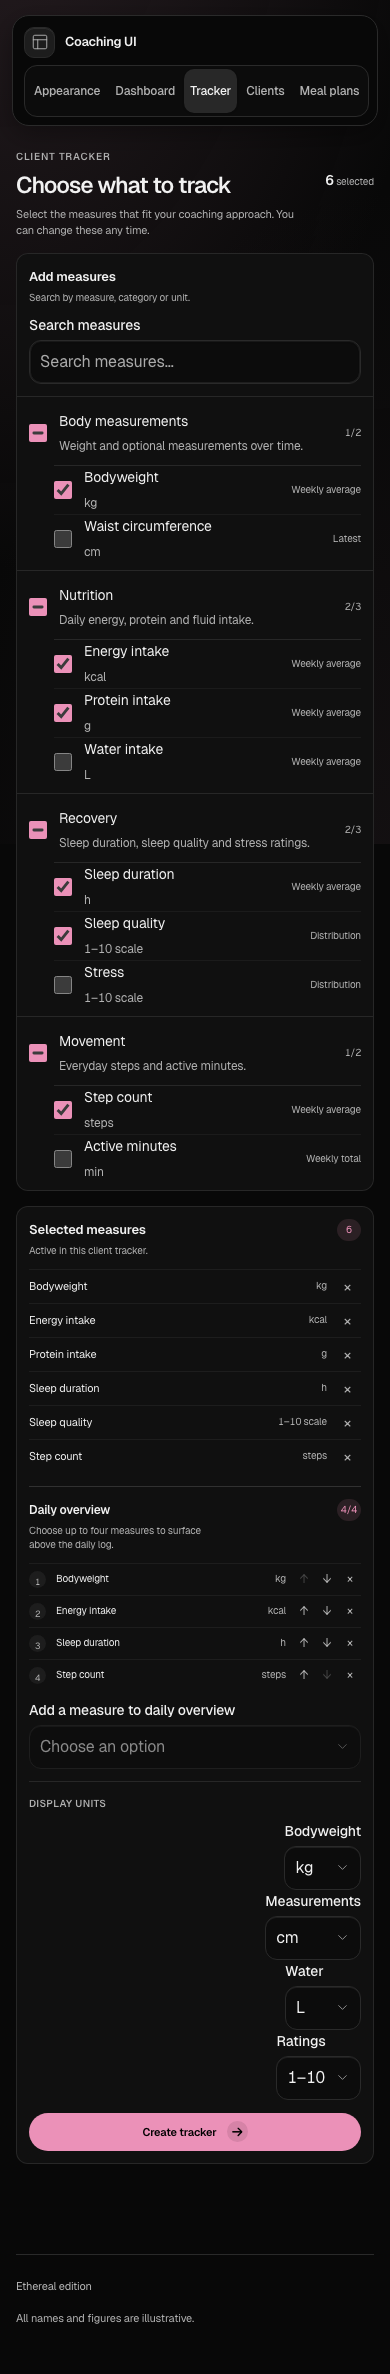 Coaching UI
Appearance Dashboard Tracker Clients Meal plans
CLIENT TRACKER
Choose what to track
6 selected
Select the measures that fit your coaching approach. You
can change these any time.
Add measures
Search by measure, category or unit.
Search measures
Search measures...
Body measurements
1/2
Weight and optional measurements over time.
Bodyweight
Weekly average
kg
Waist circumference
Latest
cm
Nutrition
2/3
Daily energy, protein and fluid intake.
Energy intake
Weekly average
kcal
Protein intake
Weekly average
g
Water intake
Weekly average
L
Recovery
2/3
Sleep duration, sleep quality and stress ratings.
Sleep duration
Weekly average
h
Sleep quality
Distribution
1–10 scale
Stress
Distribution
1–10 scale
Movement
1/2
Everyday steps and active minutes.
Step count
Weekly average
steps
Active minutes
Weekly total
min
Selected measures 6
Active in this client tracker.
Bodyweight kg ×
Energy intake kcal ×
Protein intake g ×
Sleep duration h ×
Sleep quality 1–10 scale ×
Step count steps ×
Daily overview 4/4
Choose up to four measures to surface
above the daily log.
1 Bodyweight kg ↑ ↓ ×
2 Energy intake kcal ↑ ↓ ×
3 Sleep duration h ↑ ↓ ×
4 Step count steps ↑ ↓ ×
Add a measure to daily overview
Choose an option
DISPLAY UNITS
Bodyweight
kg
Measurements
cm
Water
L
Ratings
1–10
Create tracker →
Ethereal edition
All names and figures are illustrative.